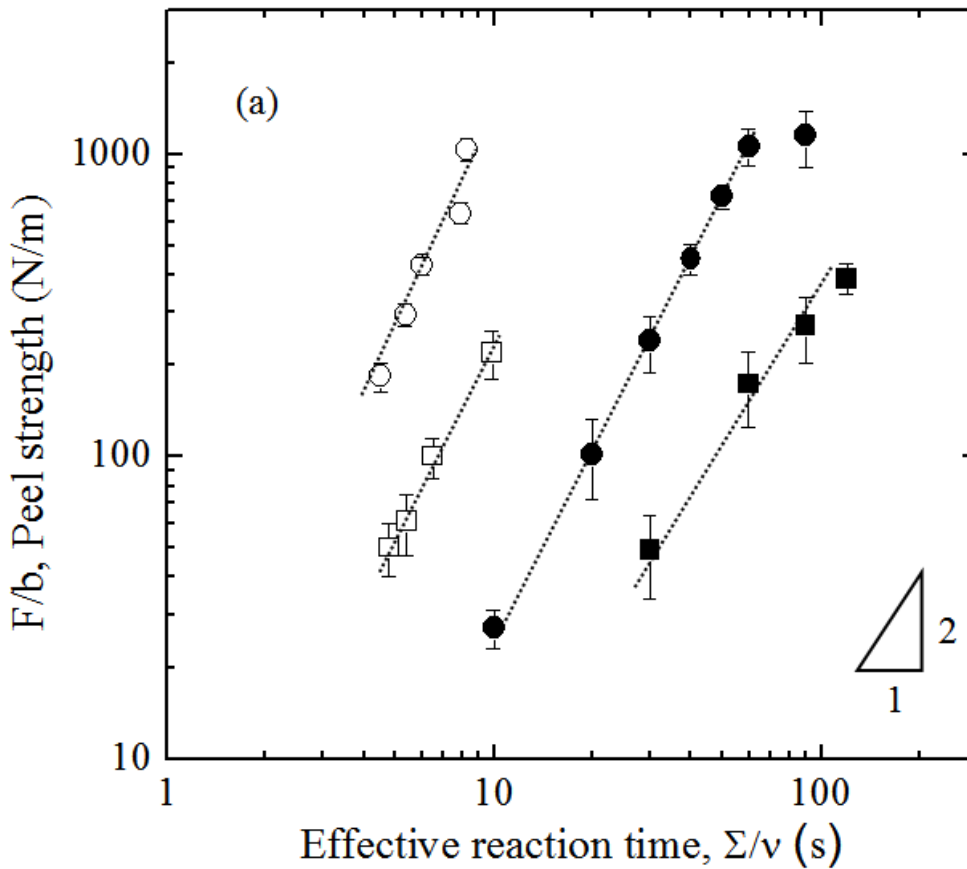 (a)
F/b, Peel strength (N/m)
1000
100
10
2
1
1
10
100
Effective reaction time, Σ/ν (s)